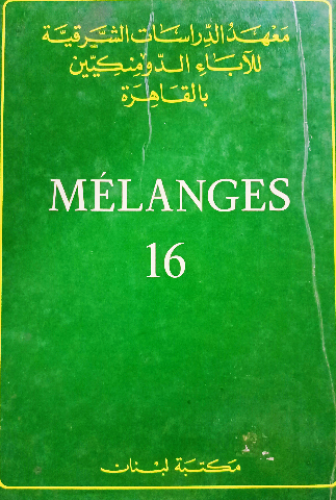 معهد الدراسات الشرقية
للآباء الدومنكيين
بالقاهرة
MÉLANGES
16
مكتبة لبنان